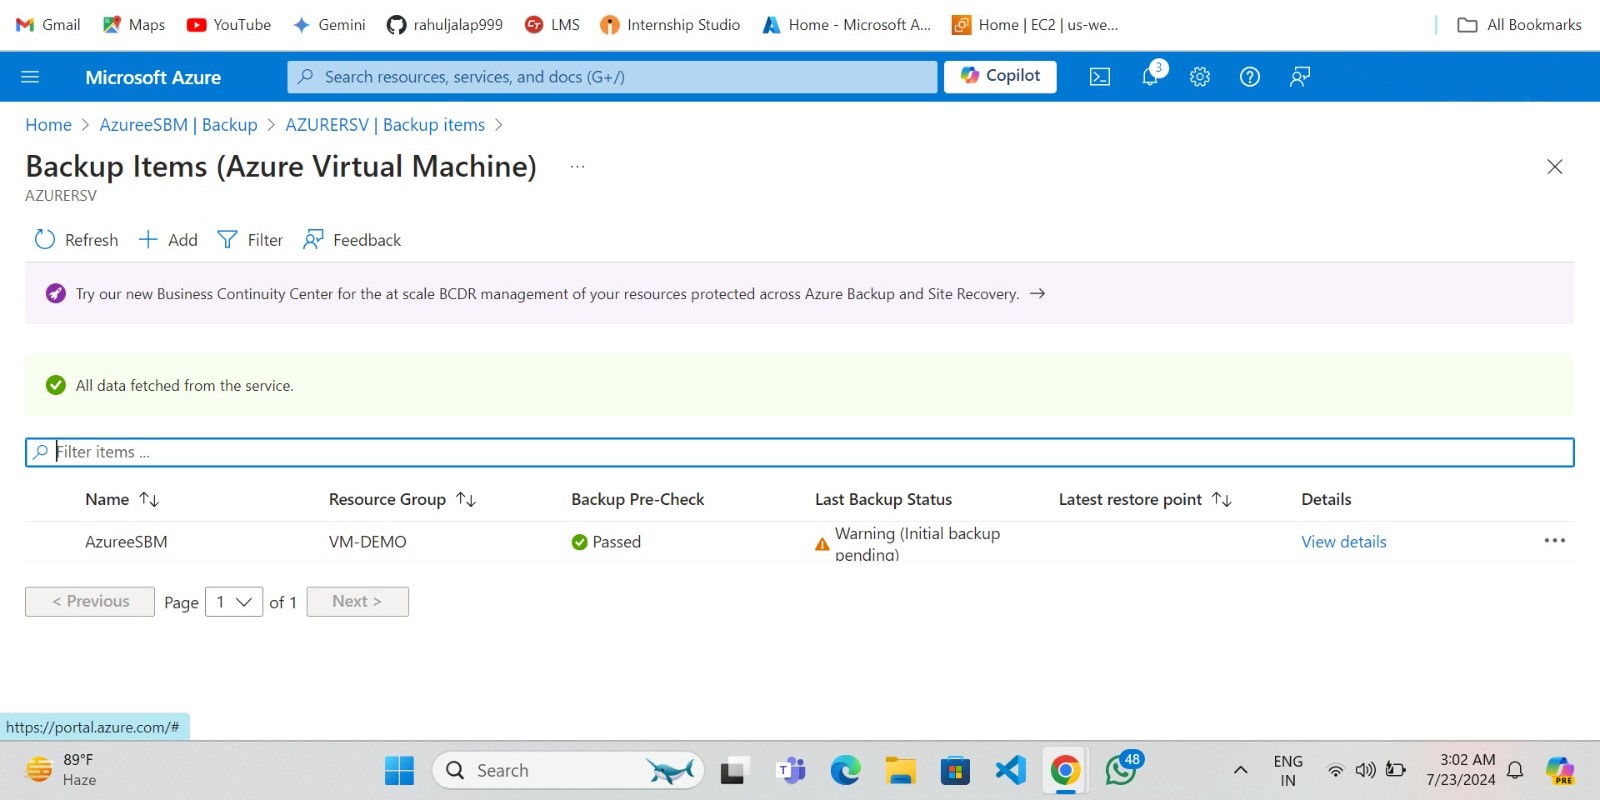 Gmail Maps YouTube Gemini rahuljalap999 LMS Internship Studio Home - Microsoft A... Home | EC2 | us-we... All Bookmarks
Microsoft Azure Search resources, services, and docs (G+/) Copilot 3
Home > AzureeSBM | Backup > AZURERSV | Backup items >
Backup Items (Azure Virtual Machine) ...
AZURERSV
Refresh + Add Filter Feedback
Try our new Business Continuity Center for the at scale BCDR management of your resources protected across Azure Backup and Site Recovery. →
All data fetched from the service.
Filter items ...
Name ↑↓ Resource Group ↑↓ Backup Pre-Check Last Backup Status Latest restore point ↑↓ Details
AzureeSBM VM-DEMO Passed Warning (Initial backup
pending) View details ...
< Previous Page 1 of 1 Next >
https://portal.azure.com/#
89°F
Haze
Search
T
48
ENG
IN
3:02 AM
7/23/2024
PRE